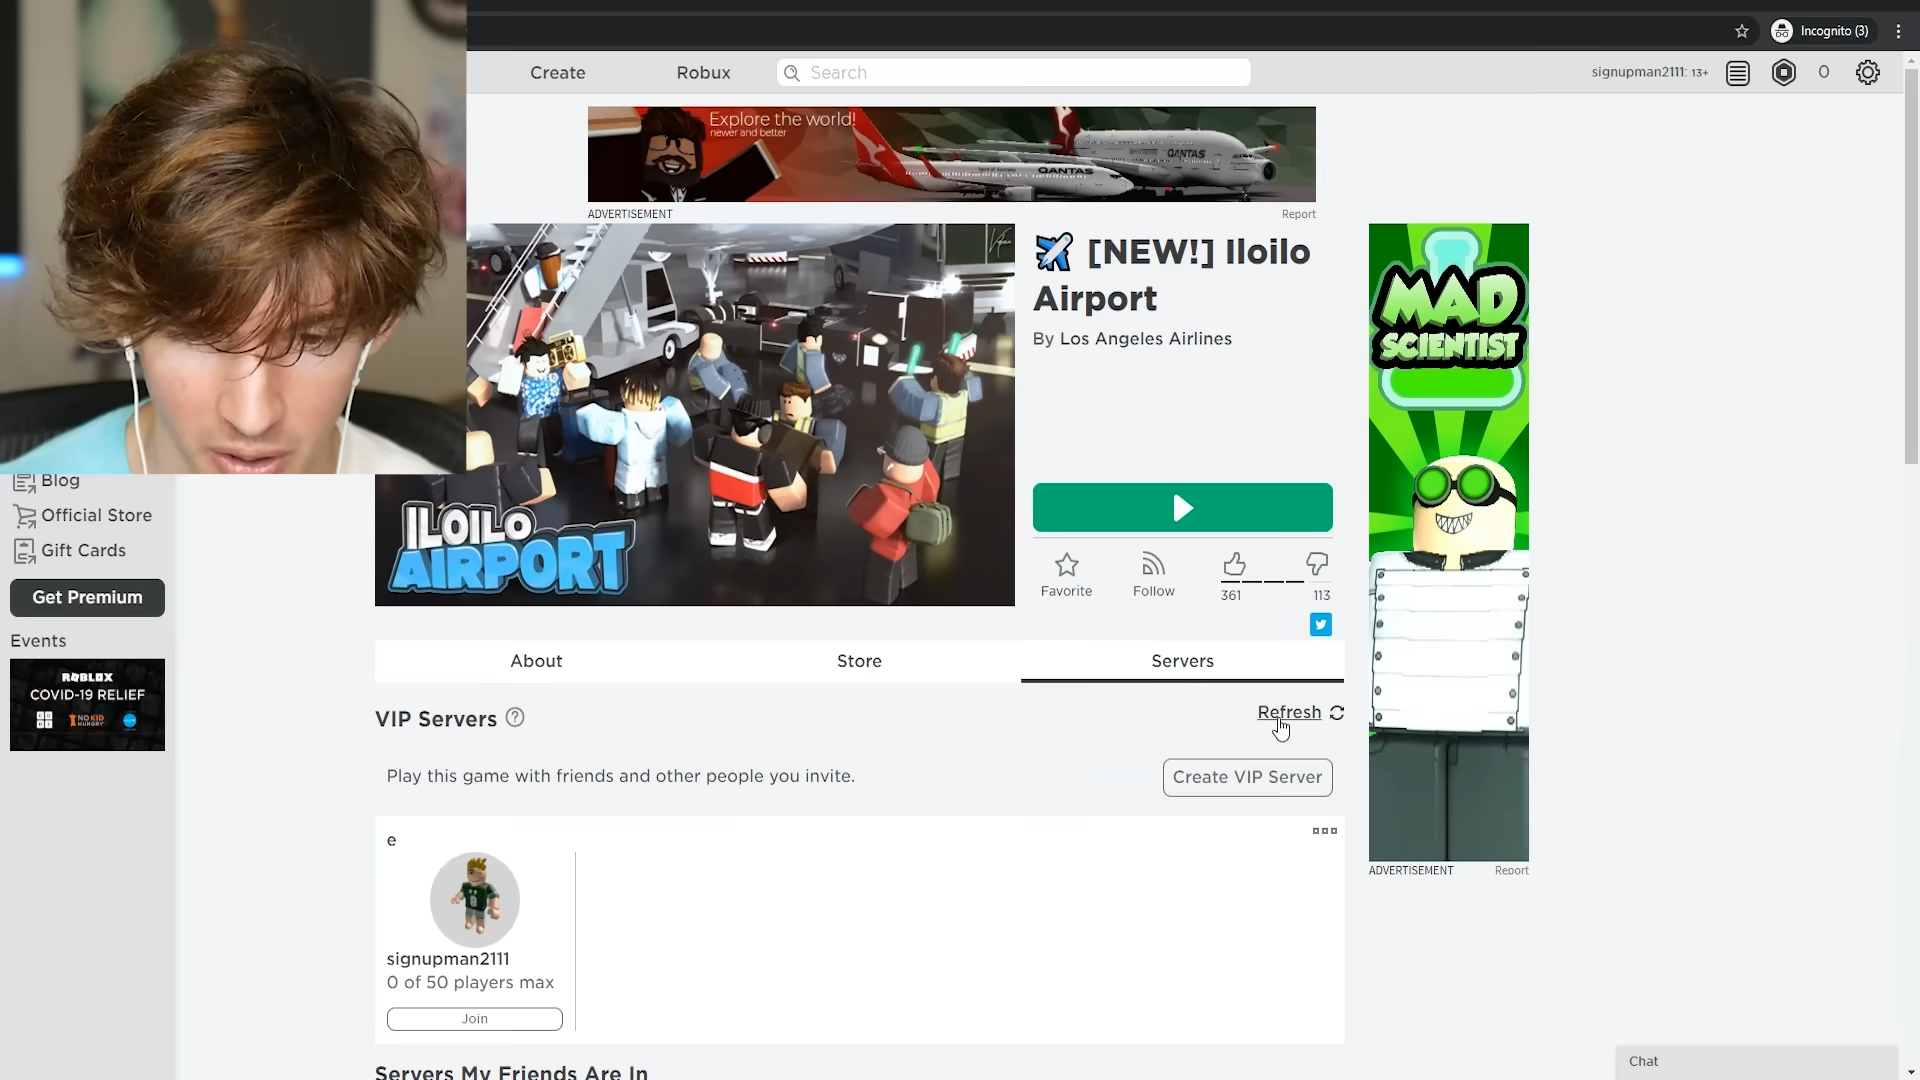 Incognito (3)
Create
Robux
Search
signupman2111: 13+
0
Explore the world!
newer and better
QANTAS
QANTAS
ADVERTISEMENT
Report
[NEW!] Iloilo
Airport
By Los Angeles Airlines
ILOILO
AIRPORT
MAD
SCIENTIST
Blog
Official Store
Gift Cards
Get Premium
Events
ROBLOX
COVID-19 RELIEF
NO KID
HUNGRY
Favorite
Follow
361
113
About
Store
Servers
VIP Servers
Refresh
Play this game with friends and other people you invite.
Create VIP Server
e
signupman2111
0 of 50 players max
Join
ADVERTISEMENT
Report
Servers My Friends Are In
Chat